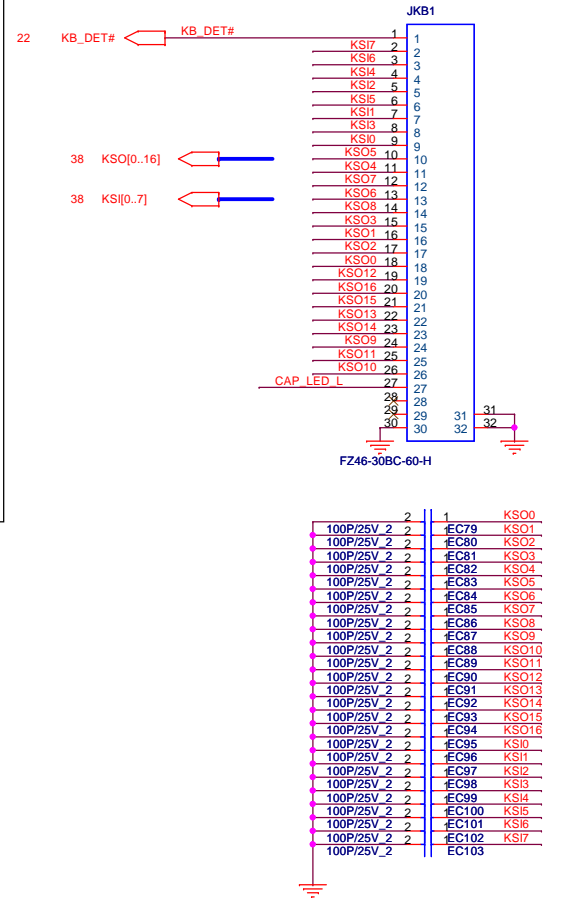 JKB1
22 KB_DET# KB_DET# 1 1
KSI7 2 2
KSI6 3 3
KSI4 4 4
KSI2 5 5
KSI5 6 6
KSI1 7 7
KSI3 8 8
KSI0 9 9
38 KSO[0..16] KSO5 10 10
KSO4 11 11
KSO7 12 12
38 KSI[0..7] KSO6 13 13
KSO8 14 14
KSO3 15 15
KSO1 16 16
KSO2 17 17
KSO0 18 18
KSO12 19 19
KSO16 20 20
KSO15 21 21
KSO13 22 22
KSO14 23 23
KSO9 24 24
KSO11 25 25
KSO10 26 26
CAP_LED_L 27 27
28 28
29 29 31 31
30 30 32 32
FZ46-30BC-60-H
2 1 KSO0
100P/25V_2 2 1 EC79 KSO1
100P/25V_2 2 1 EC80 KSO2
100P/25V_2 2 1 EC81 KSO3
100P/25V_2 2 1 EC82 KSO4
100P/25V_2 2 1 EC83 KSO5
100P/25V_2 2 1 EC84 KSO6
100P/25V_2 2 1 EC85 KSO7
100P/25V_2 2 1 EC86 KSO8
100P/25V_2 2 1 EC87 KSO9
100P/25V_2 2 1 EC88 KSO10
100P/25V_2 2 1 EC89 KSO11
100P/25V_2 2 1 EC90 KSO12
100P/25V_2 2 1 EC91 KSO13
100P/25V_2 2 1 EC92 KSO14
100P/25V_2 2 1 EC93 KSO15
100P/25V_2 2 1 EC94 KSO16
100P/25V_2 2 1 EC95 KSI0
100P/25V_2 2 1 EC96 KSI1
100P/25V_2 2 1 EC97 KSI2
100P/25V_2 2 1 EC98 KSI3
100P/25V_2 2 1 EC99 KSI4
100P/25V_2 2 1 EC100 KSI5
100P/25V_2 2 1 EC101 KSI6
100P/25V_2 2 1 EC102 KSI7
100P/25V_2 EC103